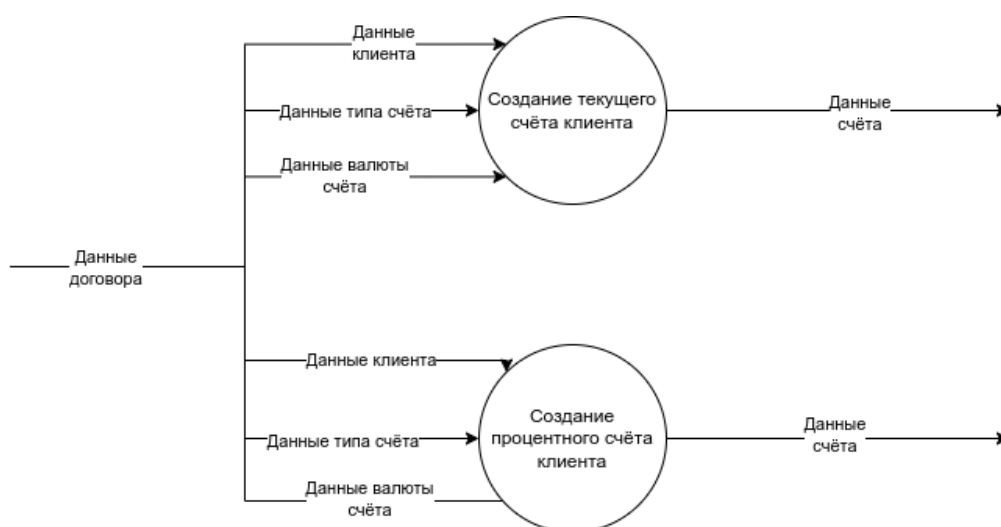 Данные
клиента
Создание текущего
счёта клиента
Данные типа счёта
Данные
счёта
Данные валюты
счёта
Данные
договора
Данные клиента
Создание
процентного счёта
клиента
Данные типа счёта
Данные
счёта
Данные валюты
счёта